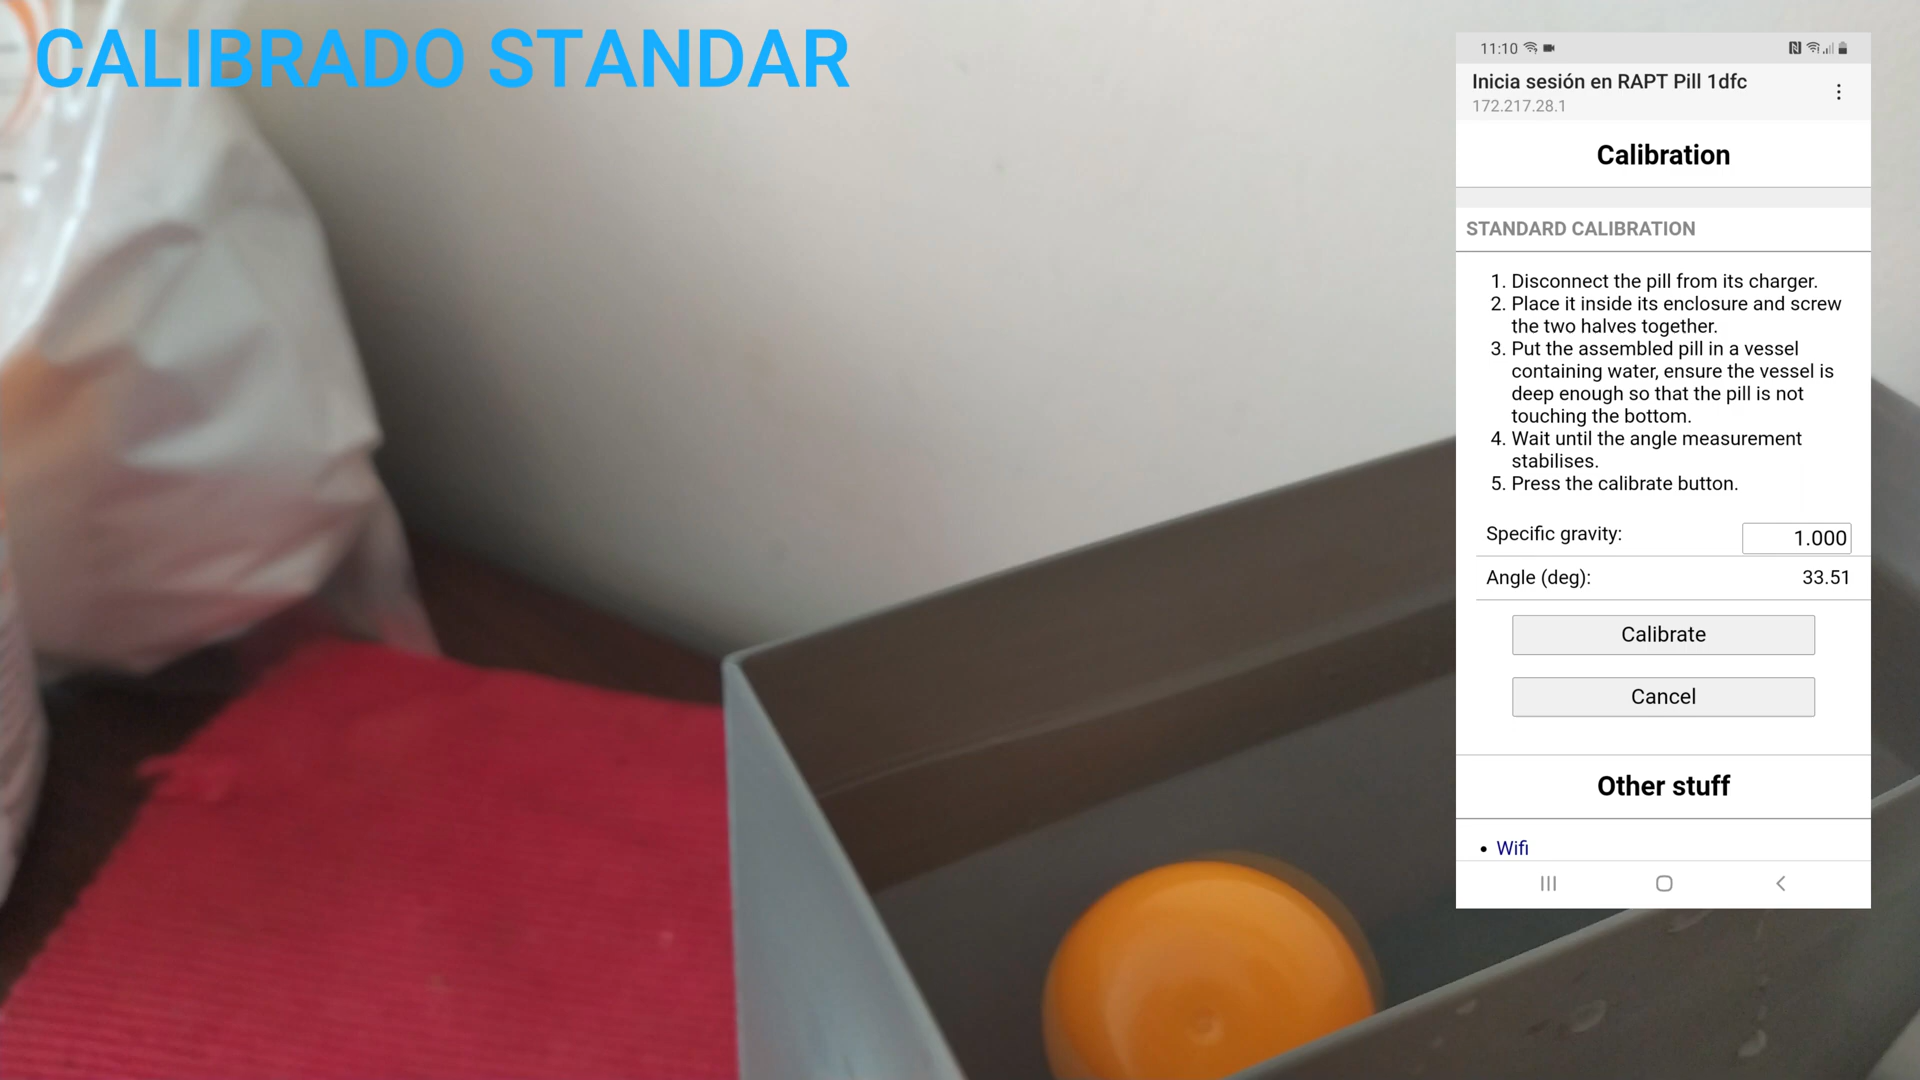 CALIBRADO STANDAR
11:10
Inicia sesión en RAPT Pill 1dfc
172.217.28.1
Calibration
STANDARD CALIBRATION
1. Disconnect the pill from its charger.
2. Place it inside its enclosure and screw
the two halves together.
3. Put the assembled pill in a vessel
containing water, ensure the vessel is
deep enough so that the pill is not
touching the bottom.
4. Wait until the angle measurement
stabilises.
5. Press the calibrate button.
Specific gravity: 1.000
Angle (deg): 33.51
Calibrate
Cancel
Other stuff
• Wifi